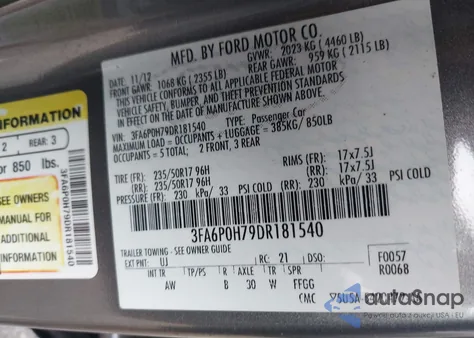 MFD. BY FORD MOTOR CO.
DATE: 11/12
GVWR: 2023 KG ( 4460 LB)
FRONT GAWR: 1068 KG ( 2355 LB)
REAR GAWR: 959 KG ( 2115 LB)
THIS VEHICLE CONFORMS TO ALL APPLICABLE FEDERAL MOTOR
VEHICLE SAFETY, BUMPER, AND THEFT PREVENTION STANDARDS
IN EFFECT ON THE DATE OF MANUFACTURE SHOWN ABOVE.
VIN: 3FA6P0H79DR181540
TYPE: Passenger Car
MAXIMUM LOAD = OCCUPANTS + LUGGAGE = 385KG/ 850LB
OCCUPANTS = 5 TOTAL; 2 FRONT, 3 REAR
TIRE (FR): 235/50R17 96H
RIMS (FR): 17x7.5J
(RR): 235/50R17 96H
(RR): 17x7.5J
PRESSURE (FR): 230 kPa/ 33 PSI COLD
(RR): 230 kPa/ 33 PSI COLD
3FA6P0H79DR181540
TRAILER TOWING - SEE OWNER GUIDE
EXT PNT: UJ
RC: 21
DSO:
F0057
R0068
INT TR
TP/PS
R
AXLE
TR
SPR
AW
B
30
W
FFGG
CMC
INFORMATION
2
REAR: 3
or 850 lbs.
SEE OWNERS
MANUAL FOR
3FA6P0H79DR181540
autoSnap